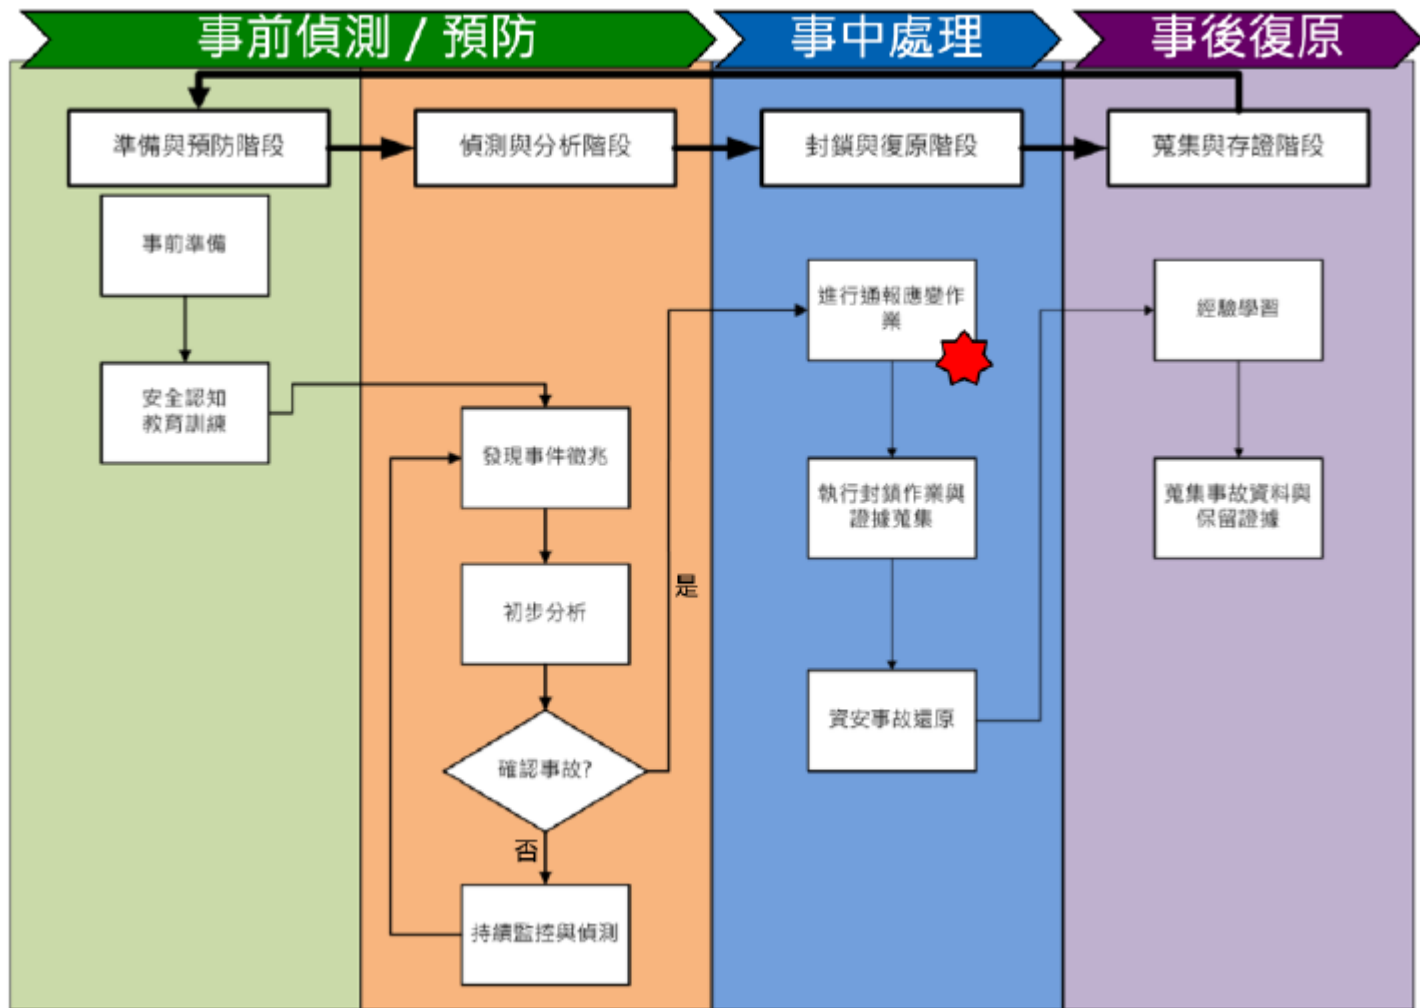 事前偵測 / 預防
事中處理
事後復原
準備與預防階段
偵測與分析階段
封鎖與復原階段
蒐集與存證階段
事前準備
安全認知
教育訓練
發現事件徵兆
初步分析
確認事故?
否
是
持續監控與偵測
進行通報應變作
業
執行封鎖作業與
證據蒐集
資安事故還原
經驗學習
蒐集事故資料與
保留證據